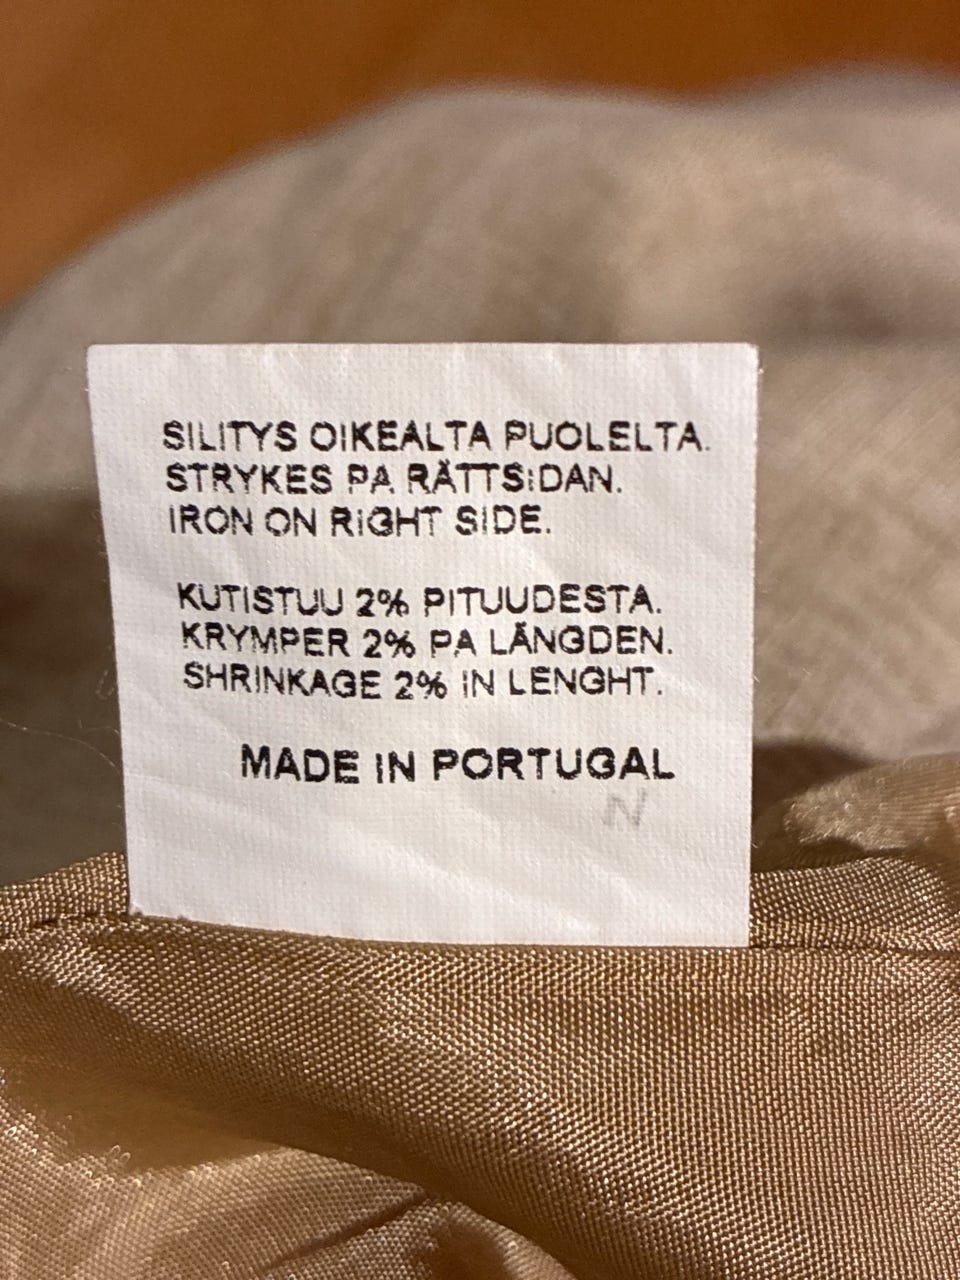 SILITYS OIKEALTA PUOLELTA.
STRYKES PA RÄTTSiDAN.
IRON ON RiGHT SIDE.
KUTISTUU 2% PITUUDESTA.
KRYMPER 2% PA LÄNGDEN.
SHRINKAGE 2% iN LENGHT.
MADE IN PORTUGAL
N